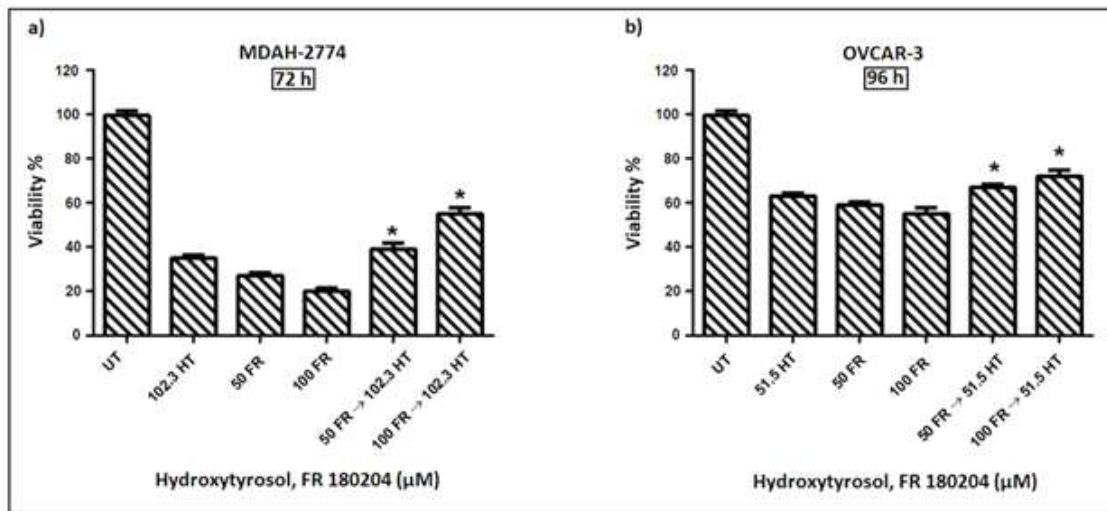 a)
MDAH-2774
72 h
Viability %
120
100
80
60
40
20
0
*
*
UT
102.3 HT
50 FR
100 FR
50 FR → 102.3 HT
100 FR → 102.3 HT
Hydroxytyrosol, FR 180204 (µM)
b)
OVCAR-3
96 h
Viability %
120
100
80
60
40
20
0
*
*
UT
51.5 HT
50 FR
100 FR
50 FR → 51.5 HT
100 FR → 51.5 HT
Hydroxytyrosol, FR 180204 (µM)